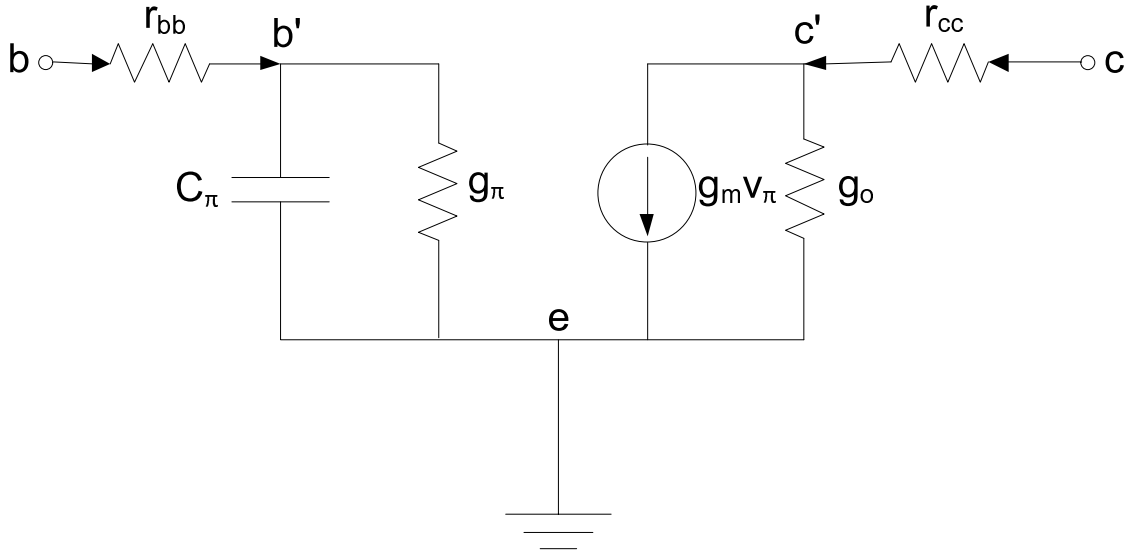 r_bb
b'
c'
r_cc
b
c
C_π
g_π
g_m v_π
g_o
e